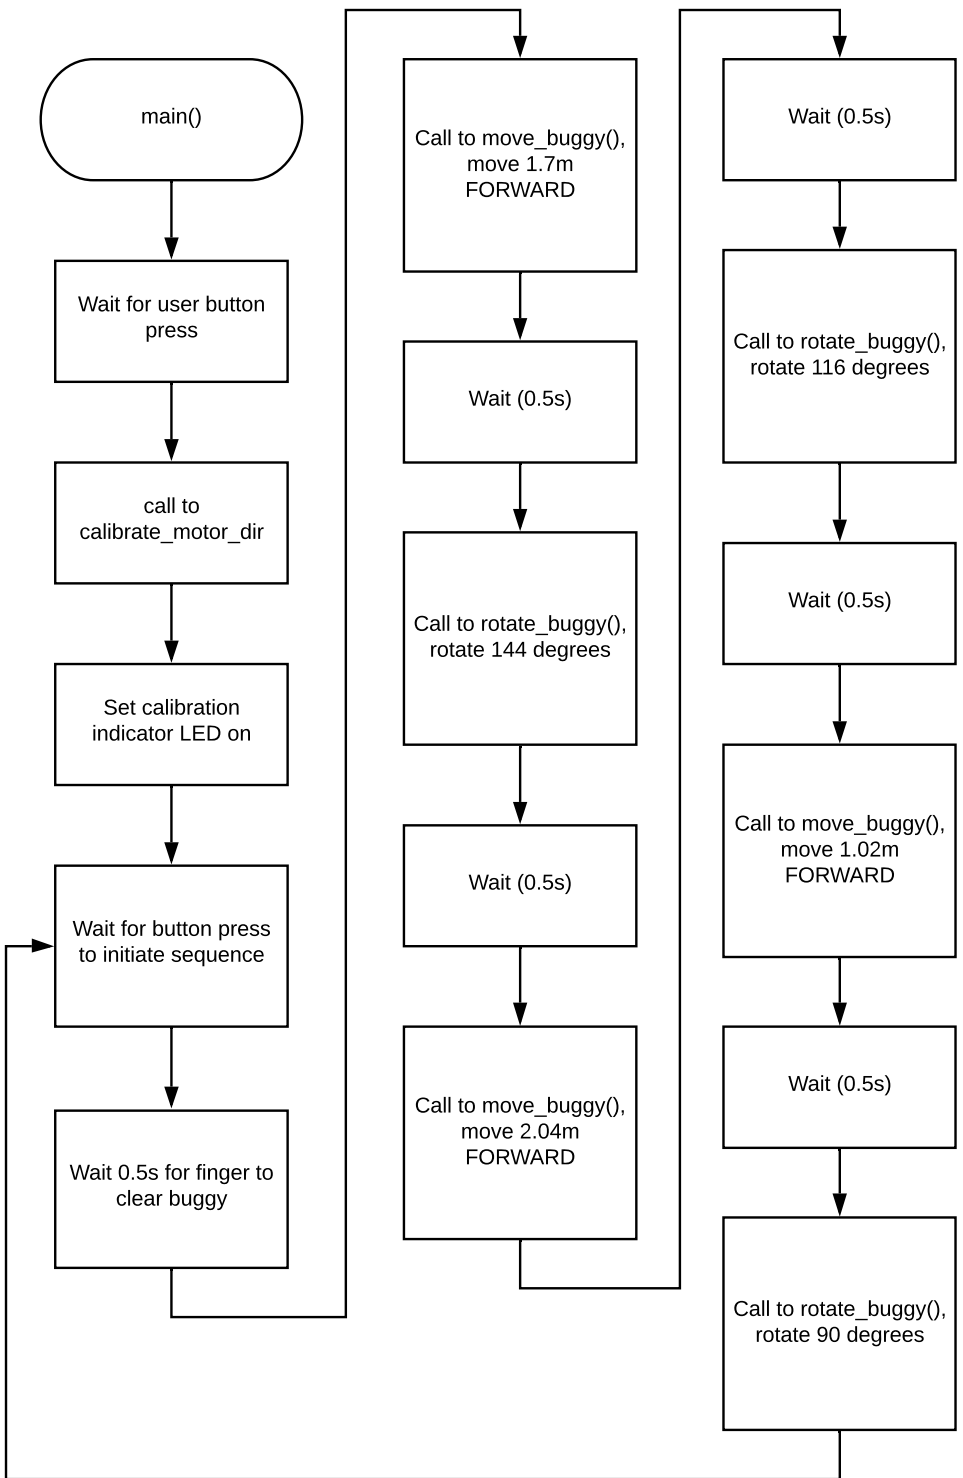 main()
Wait for user button
press
call to
calibrate_motor_dir
Set calibration
indicator LED on
Wait for button press
to initiate sequence
Wait 0.5s for finger to
clear buggy
Call to move_buggy(),
move 1.7m
FORWARD
Wait (0.5s)
Call to rotate_buggy(),
rotate 144 degrees
Wait (0.5s)
Call to move_buggy(),
move 2.04m
FORWARD
Wait (0.5s)
Call to rotate_buggy(),
rotate 116 degrees
Wait (0.5s)
Call to move_buggy(),
move 1.02m
FORWARD
Wait (0.5s)
Call to rotate_buggy(),
rotate 90 degrees